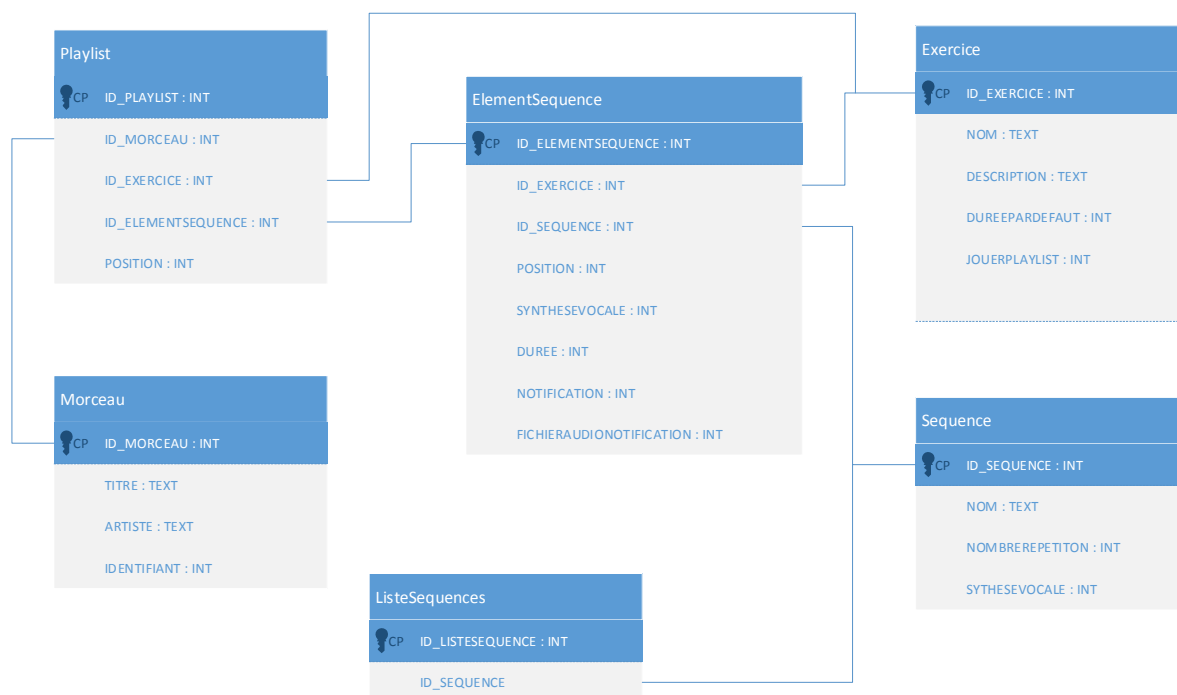 Playlist
CP ID_PLAYLIST : INT
ID_MORCEAU : INT
ID_EXERCICE : INT
ID_ELEMENTSEQUENCE : INT
POSITION : INT
ElementSequence
CP ID_ELEMENTSEQUENCE : INT
ID_EXERCICE : INT
ID_SEQUENCE : INT
POSITION : INT
SYNTHESEVOCALE : INT
DUREE : INT
NOTIFICATION : INT
FICHIERAUDIONOTIFICATION : INT
Exercice
CP ID_EXERCICE : INT
NOM : TEXT
DESCRIPTION : TEXT
DUREEPARDEFAUT : INT
JOUERPLAYLIST : INT
Morceau
CP ID_MORCEAU : INT
TITRE : TEXT
ARTISTE : TEXT
IDENTIFIANT : INT
Sequence
CP ID_SEQUENCE : INT
NOM : TEXT
NOMBREREPETITON : INT
SYTHESEVOCALE : INT
ListeSequences
CP ID_LISTESEQUENCE : INT
ID_SEQUENCE